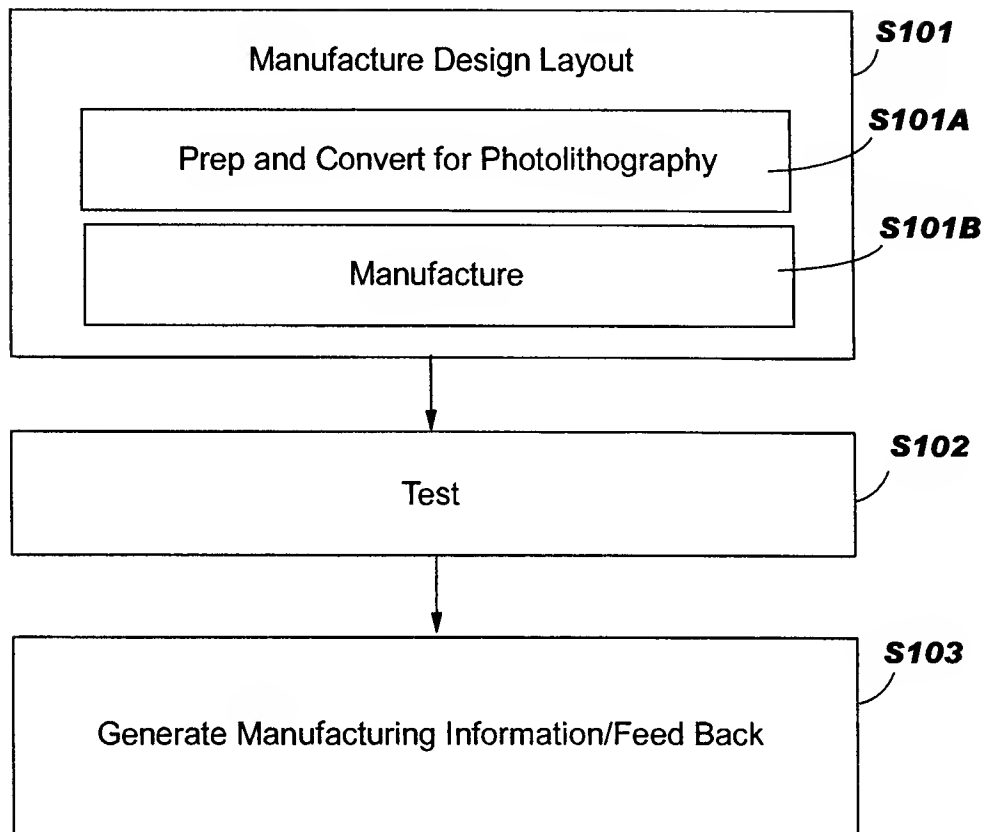 Manufacture Design Layout
S101
Prep and Convert for Photolithography
S101A
Manufacture
S101B
Test
S102
Generate Manufacturing Information/Feed Back
S103